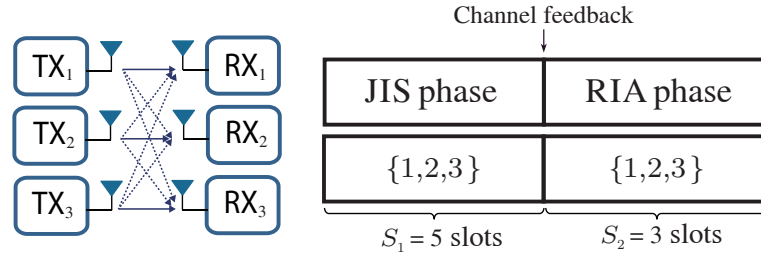 Channel feedback
TX₁ RX₁
JIS phase RIA phase
TX₂ RX₂
{1,2,3} {1,2,3}
TX₃ RX₃
S₁ = 5 slots S₂ = 3 slots